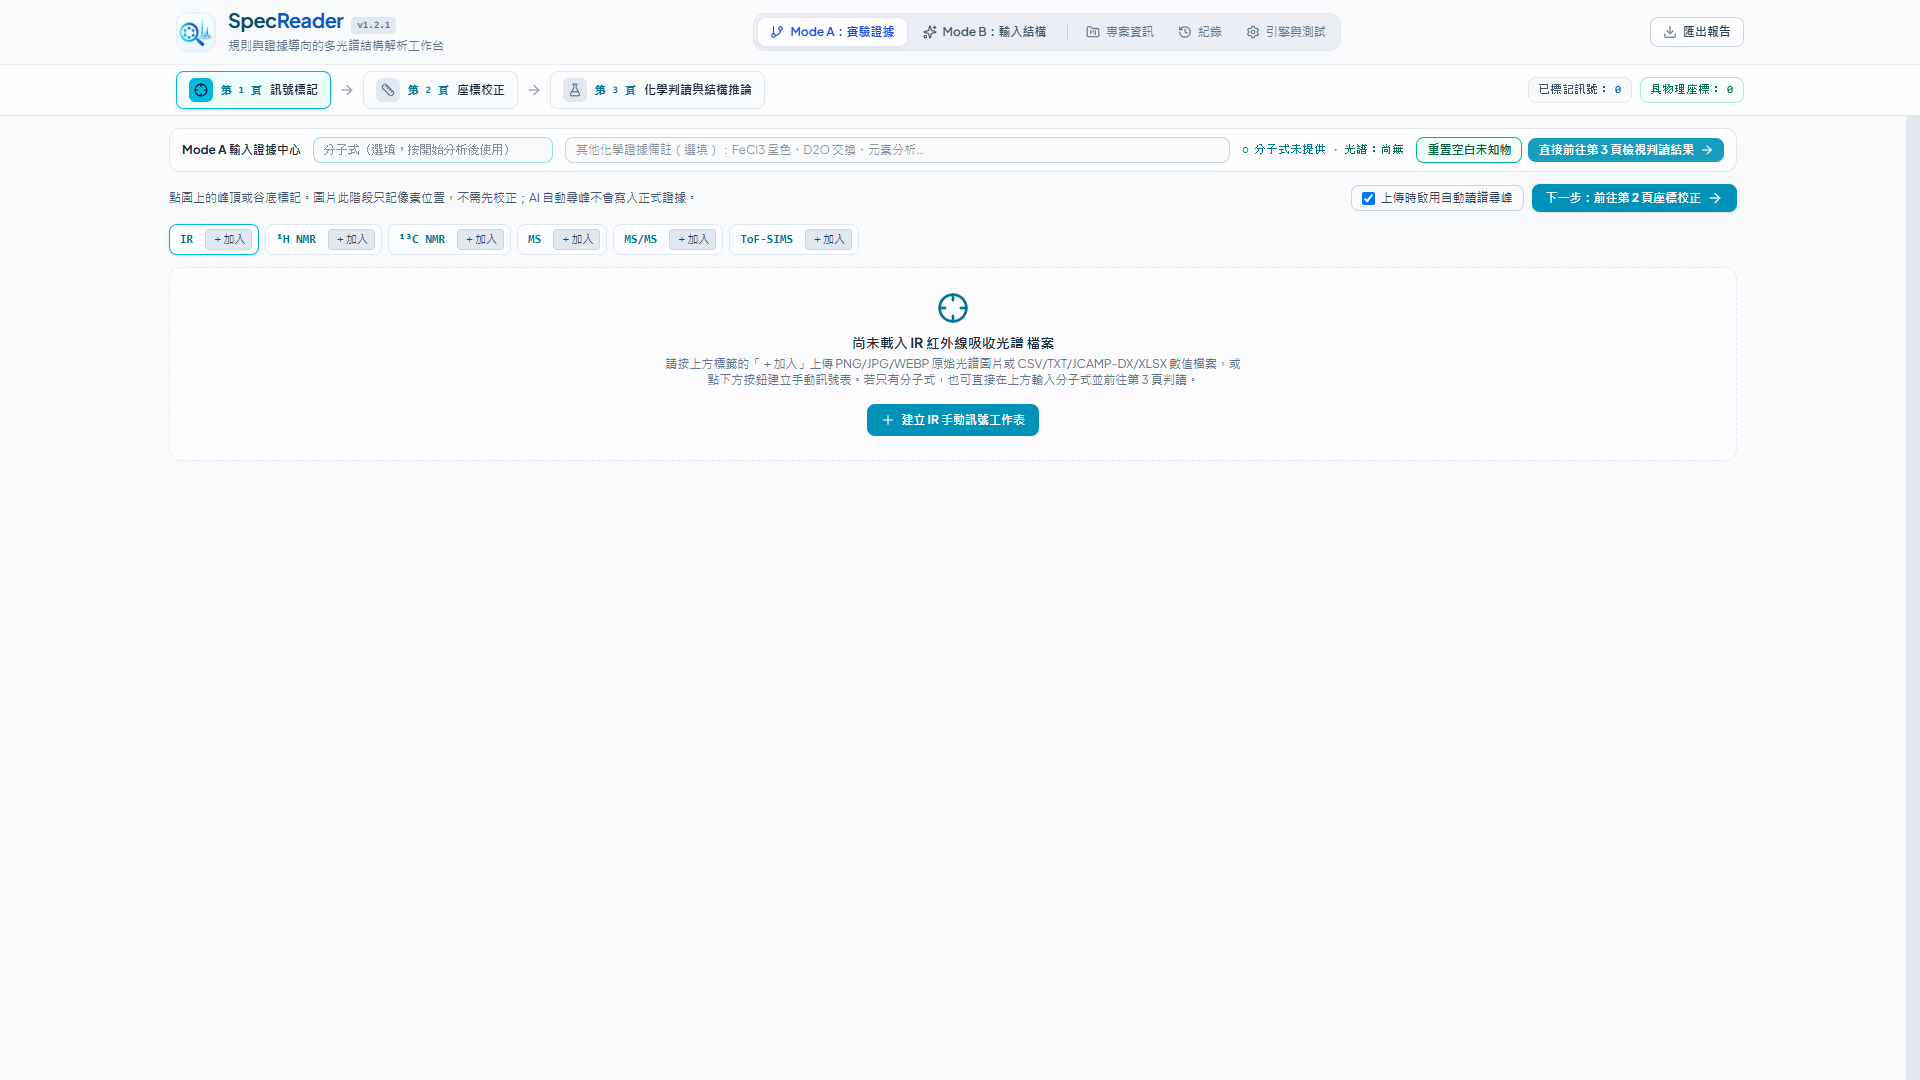 SpecReader v1.2.1
規則與證據導向的多光譜結構解析工作台
Mode A：實驗證據
Mode B：輸入結構
專案資訊
紀錄
引擎與測試
匯出報告
第 1 頁 訊號標記
第 2 頁 座標校正
第 3 頁 化學判讀與結構推論
已標記訊號： 0
具物理座標： 0
Mode A 輸入證據中心
分子式（選填，按開始分析後使用）
其他化學證據備註（選填）：FeCl3 呈色、D2O 交換、元素分析...
○ 分子式未提供 · 光譜：尚無
重置空白未知物
直接前往第 3 頁檢視判讀結果
點圖上的峰頂或谷底標記。圖片此階段只記像素位置，不需先校正；AI 自動尋峰不會寫入正式證據。
上傳時啟用自動讀譜尋峰
下一步：前往第 2 頁座標校正
IR ＋加入
¹H NMR ＋加入
¹³C NMR ＋加入
MS ＋加入
MS/MS ＋加入
ToF-SIMS ＋加入
尚未載入 IR 紅外線吸收光譜 檔案
請按上方標籤的「＋加入」上傳 PNG/JPG/WEBP 原始光譜圖片或 CSV/TXT/JCAMP-DX/XLSX 數值檔案，或
點下方按鈕建立手動訊號表。若只有分子式，也可直接在上方輸入分子式並前往第 3 頁判讀。
建立 IR 手動訊號工作表